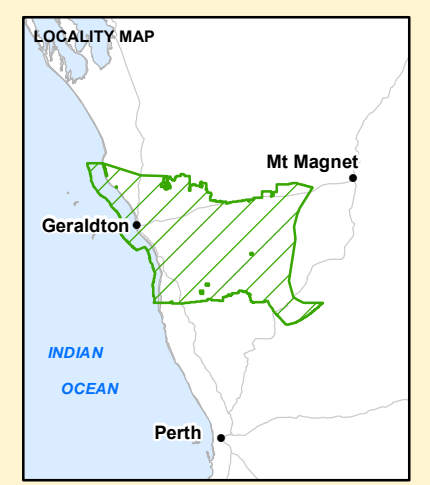 LOCALITY MAP
Mt Magnet
Geraldton
INDIAN
OCEAN
Perth